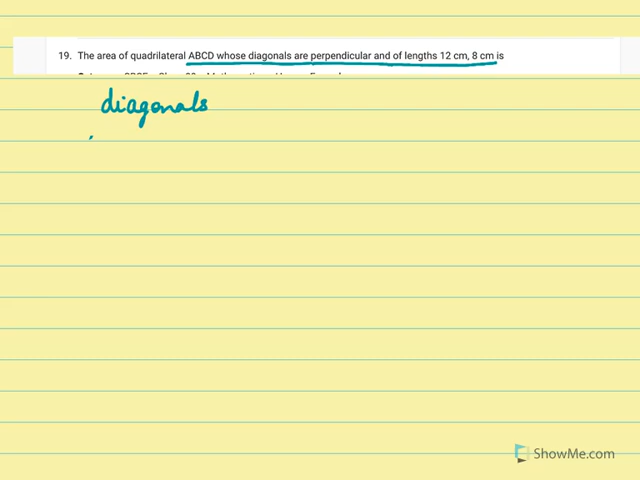 19. The area of quadrilateral ABCD whose diagonals are perpendicular and of lengths 12 cm, 8 cm is
diagonals
ShowMe.com